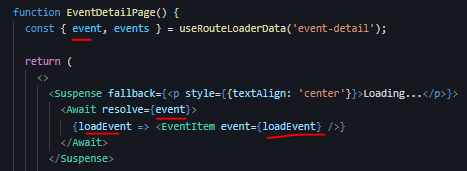 function EventDetailPage() {
const { event, events } = useRouteLoaderData('event-detail');
return (
<>
<Suspense fallback={<p style={{textAlign: 'center'}}>Loading...</p>}>
<Await resolve={event}>
{loadEvent => <EventItem event={loadEvent} />}
</Await>
</Suspense>